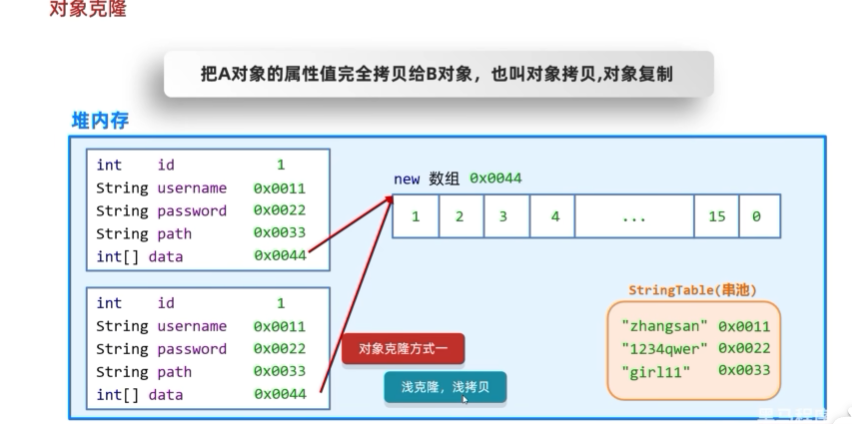 对象克隆
把A对象的属性值完全拷贝给B对象，也叫对象拷贝,对象复制
堆内存
int id 1
String username 0x0011
String password 0x0022
String path 0x0033
int[] data 0x0044
new 数组 0x0044
1 2 3 4 ... 15 0
int id 1
String username 0x0011
String password 0x0022
String path 0x0033
int[] data 0x0044
对象克隆方式一
浅克隆，浅拷贝
StringTable(串池)
"zhangsan" 0x0011
"1234qwer" 0x0022
"girl11" 0x0033